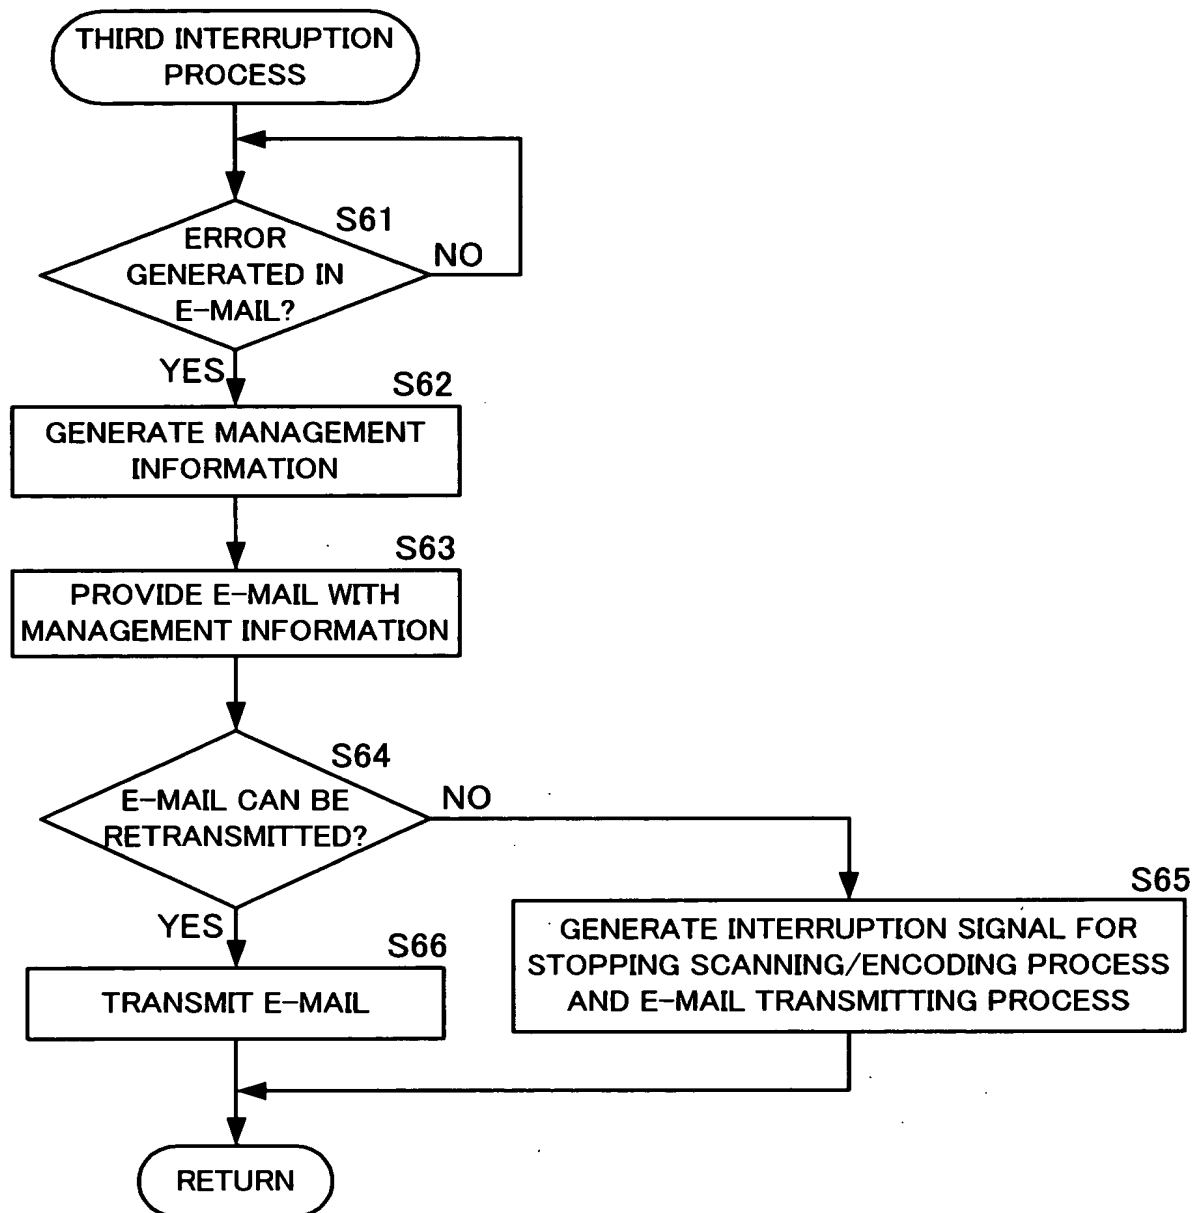 THIRD INTERRUPTION
PROCESS
S61
ERROR
GENERATED IN
E-MAIL?
NO
YES
S62
GENERATE MANAGEMENT
INFORMATION
S63
PROVIDE E-MAIL WITH
MANAGEMENT INFORMATION
S64
E-MAIL CAN BE
RETRANSMITTED?
NO
YES
S65
GENERATE INTERRUPTION SIGNAL FOR
STOPPING SCANNING/ENCODING PROCESS
AND E-MAIL TRANSMITTING PROCESS
S66
TRANSMIT E-MAIL
RETURN